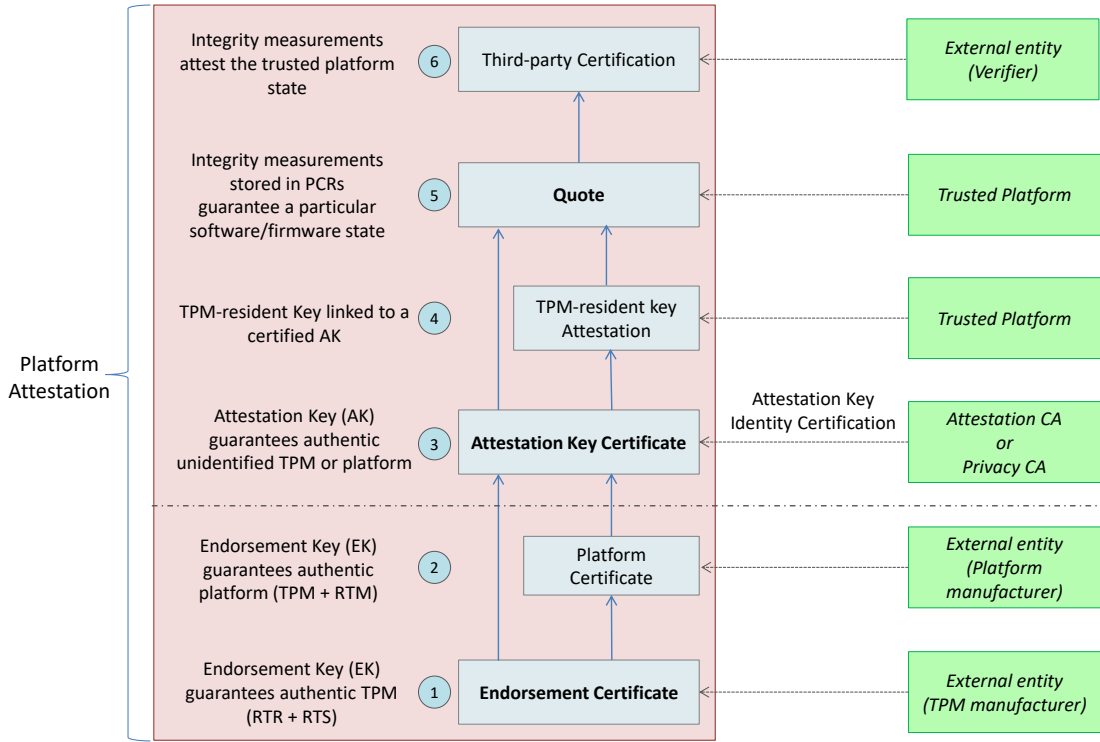 Platform
Attestation
Integrity measurements
attest the trusted platform
state
6
Third-party Certification
External entity
(Verifier)
Integrity measurements
stored in PCRs
guarantee a particular
software/firmware state
5
Quote
Trusted Platform
TPM-resident Key linked to a
certified AK
4
TPM-resident key
Attestation
Trusted Platform
Attestation Key (AK)
guarantees authentic
unidentified TPM or platform
3
Attestation Key Certificate
Attestation Key
Identity Certification
Attestation CA
or
Privacy CA
Endorsement Key (EK)
guarantees authentic
platform (TPM + RTM)
2
Platform
Certificate
External entity
(Platform
manufacturer)
Endorsement Key (EK)
guarantees authentic TPM
(RTR + RTS)
1
Endorsement Certificate
External entity
(TPM manufacturer)